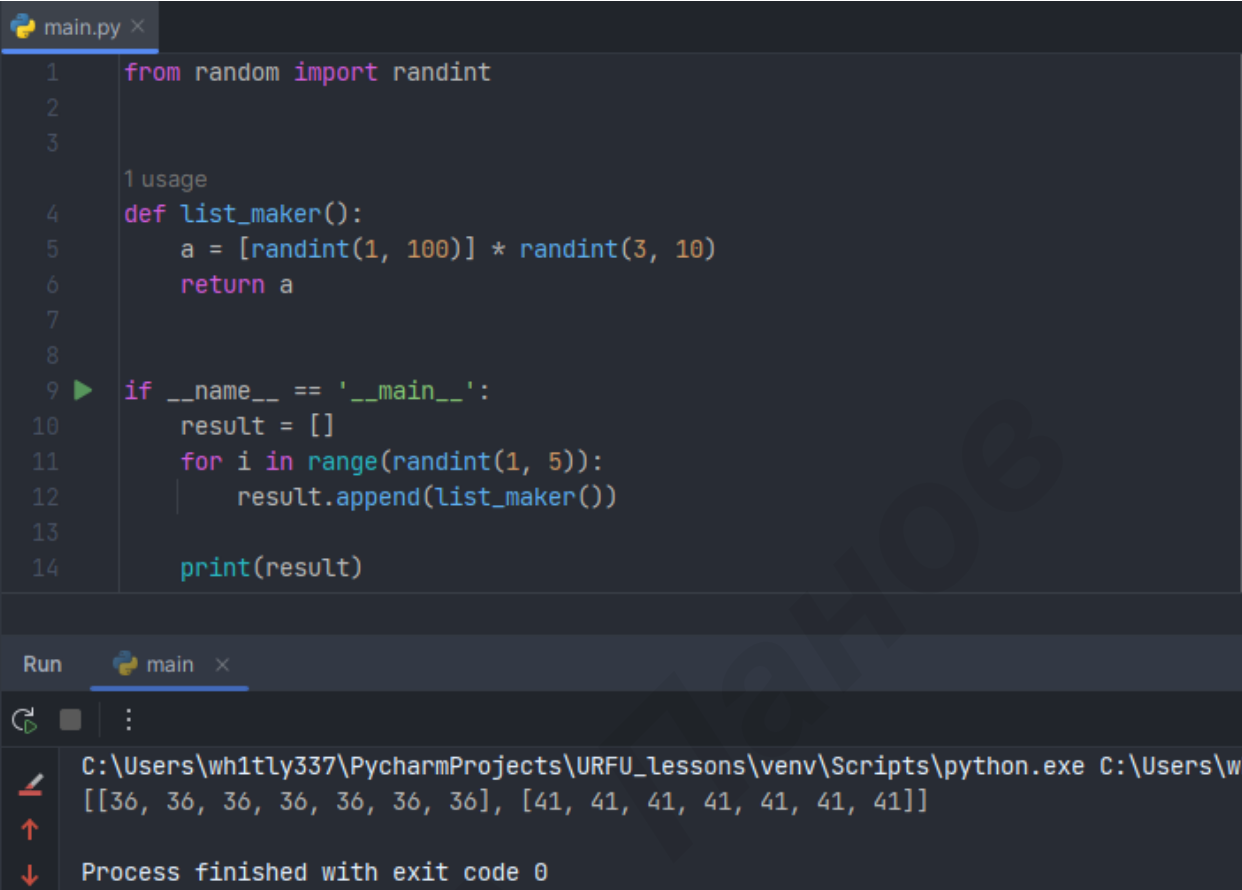 main.py
1 from random import randint
2
3
1 usage
4 def list_maker():
5     a = [randint(1, 100)] * randint(3, 10)
6     return a
7
8
9 if __name__ == '__main__':
10     result = []
11     for i in range(randint(1, 5)):
12         result.append(list_maker())
13
14     print(result)
Панов
Run main
C:\Users\wh1tly337\PycharmProjects\URFU_lessons\venv\Scripts\python.exe C:\Users\w
[[36, 36, 36, 36, 36, 36, 36], [41, 41, 41, 41, 41, 41, 41]]
Process finished with exit code 0